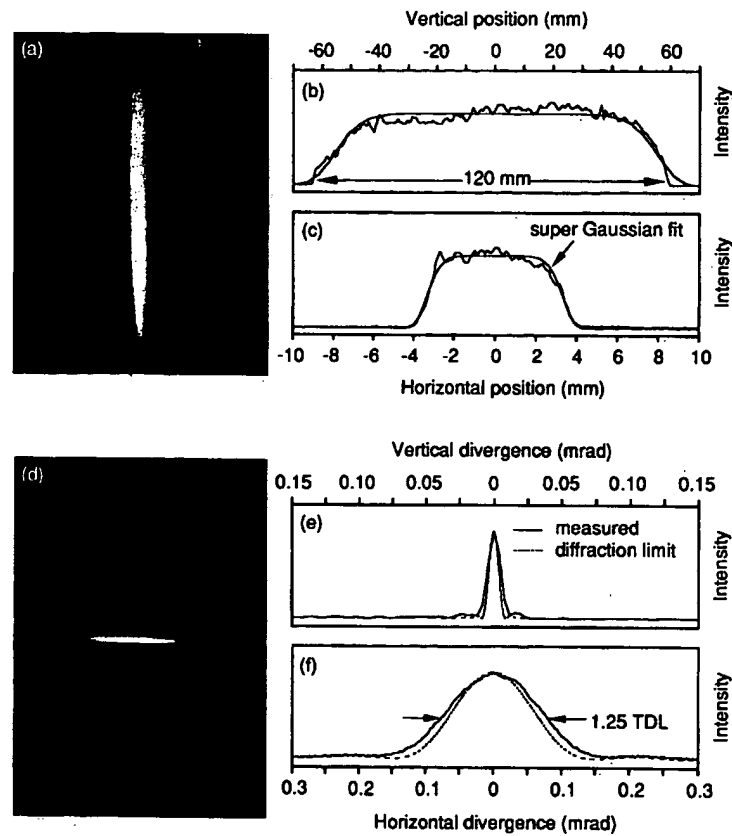 (a)
Vertical position (mm)
-60 -40 -20 0 20 40 60
(b)
Intensity
120 mm
(c)
super Gaussian fit
Intensity
-10 -8 -6 -4 -2 0 2 4 6 8 10
Horizontal position (mm)
(d)
Vertical divergence (mrad)
0.15 0.10 0.05 0 0.05 0.10 0.15
(e)
measured
diffraction limit
Intensity
(f)
1.25 TDL
Intensity
0.3 0.2 0.1 0 0.1 0.2 0.3
Horizontal divergence (mrad)